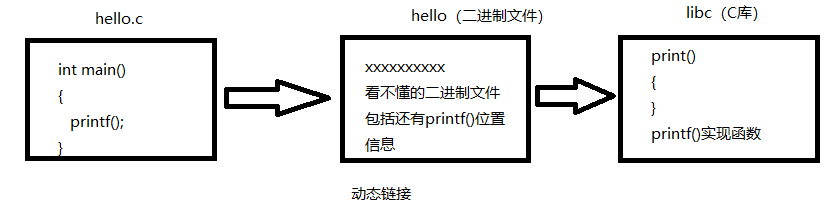 hello.c
int main()
{
printf();
}
hello（二进制文件）
xxxxxxxxxx
看不懂的二进制文件
包括还有printf()位置
信息
libc（C库）
print()
{
}
printf()实现函数
动态链接